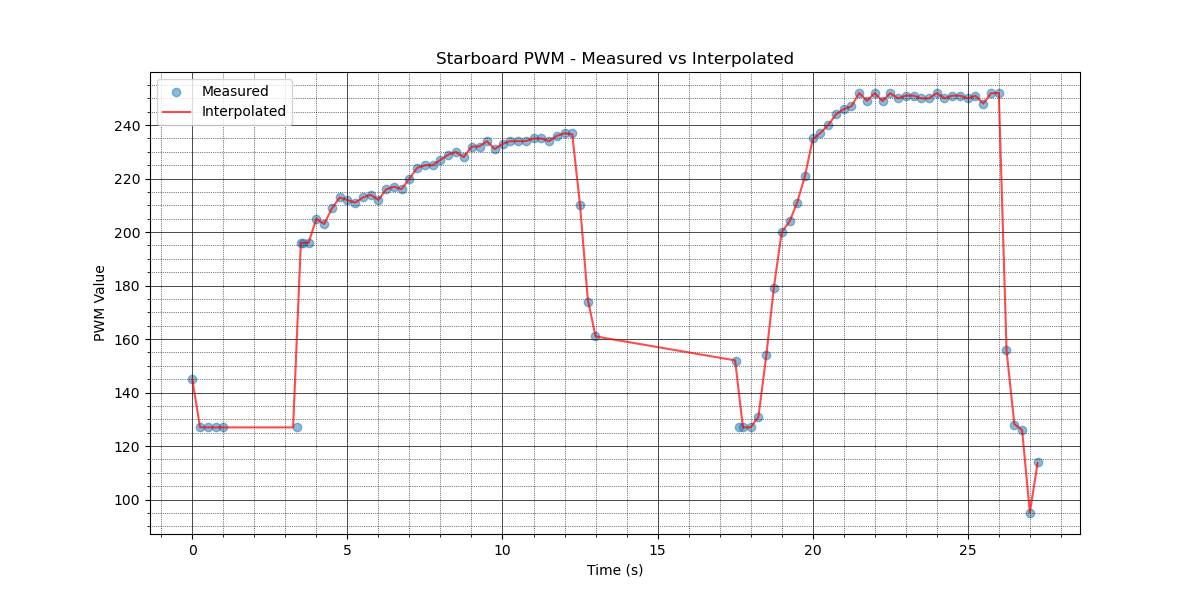 Starboard PWM - Measured vs Interpolated
Measured
Interpolated
PWM Value
240
220
200
180
160
140
120
100
0 5 10 15 20 25
Time (s)